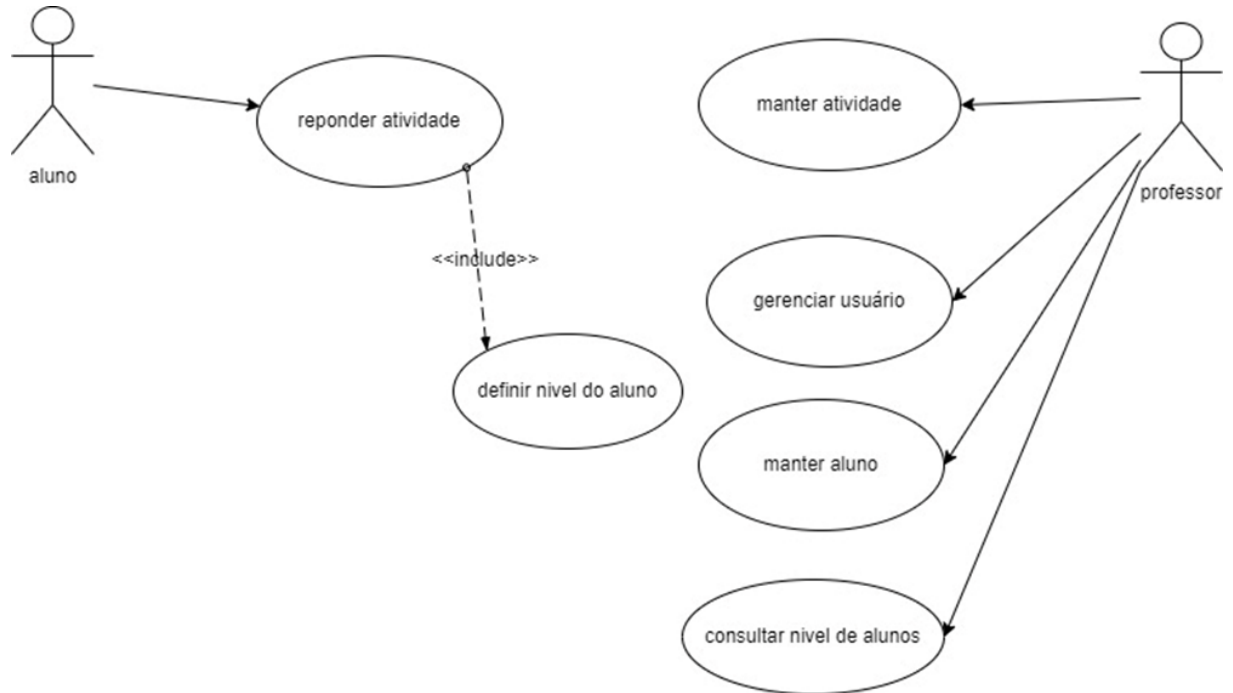 aluno
reponder atividade
<<include>>
definir nivel do aluno
manter atividade
professor
gerenciar usuário
manter aluno
consultar nivel de alunos